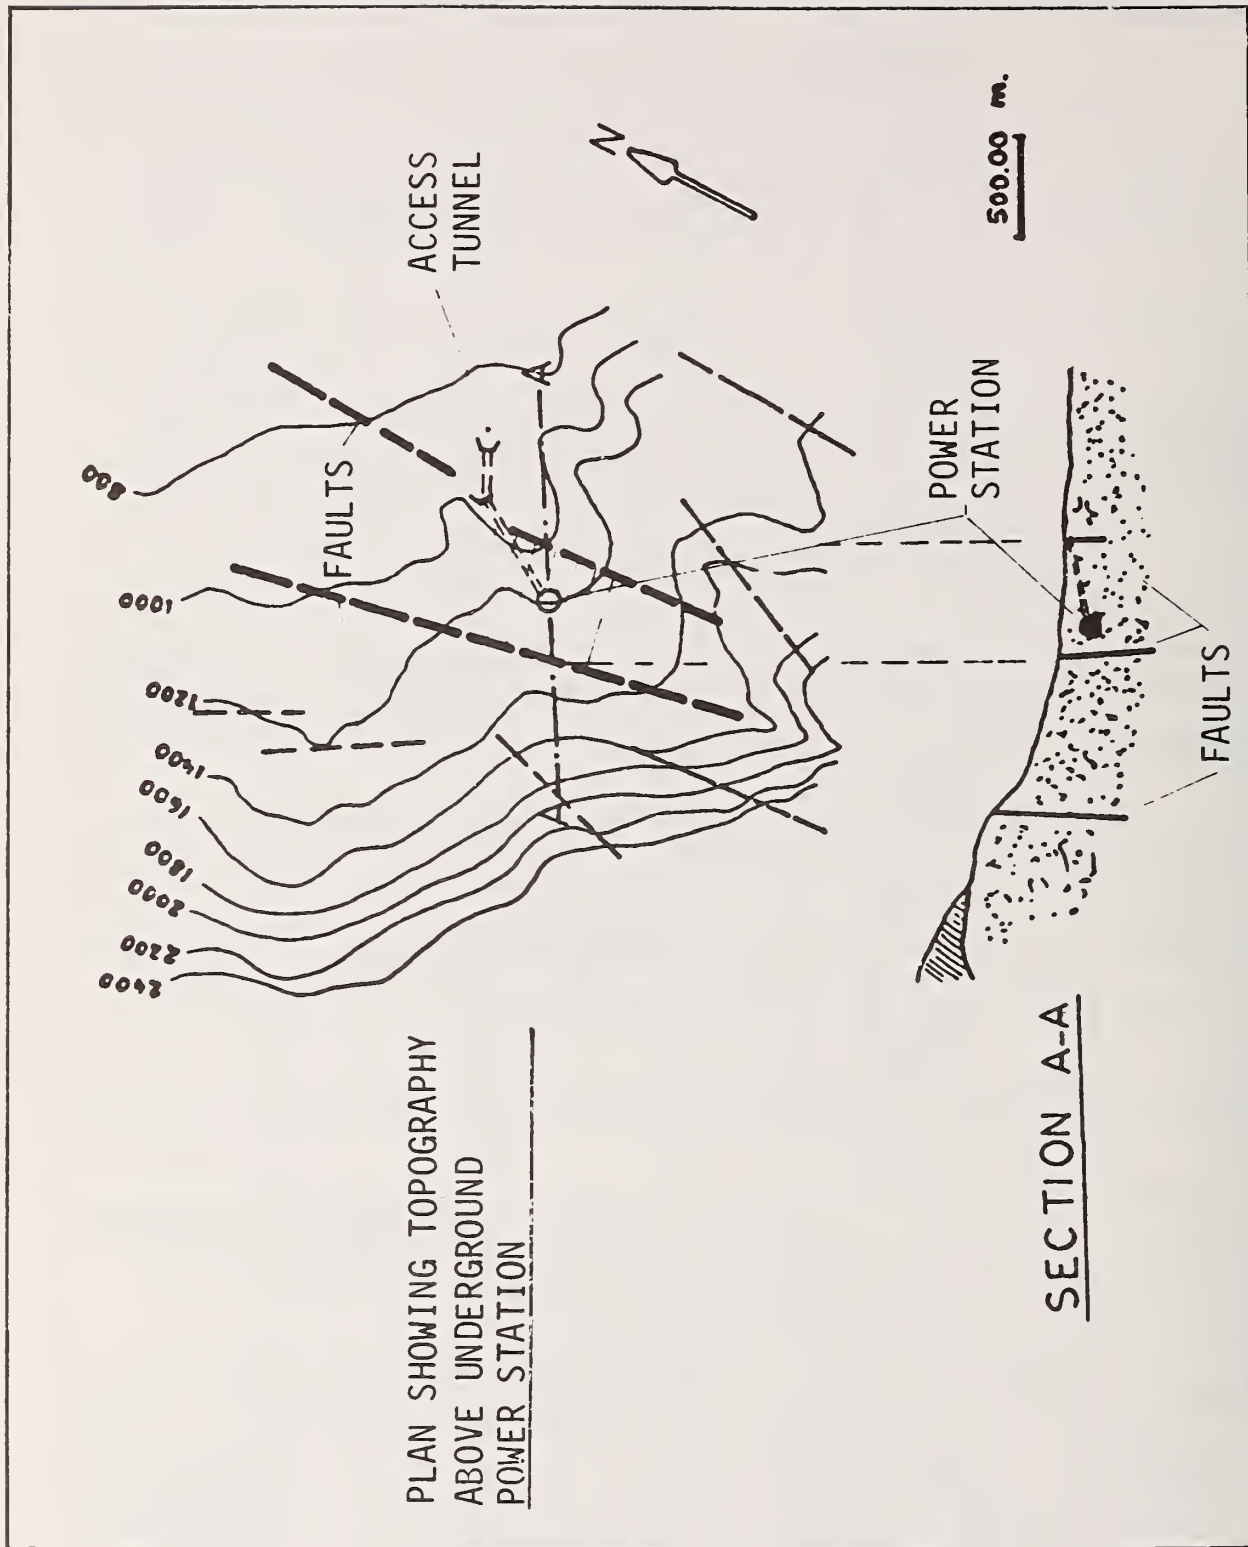 PLAN SHOWING TOPOGRAPHY
ABOVE UNDERGROUND
POWER STATION
2400
2200
2000
1800
1600
1400
1200
1000
800
FAULTS
ACCESS
TUNNEL
N
POWER
STATION
500.00 m.
FAULTS
SECTION A-A